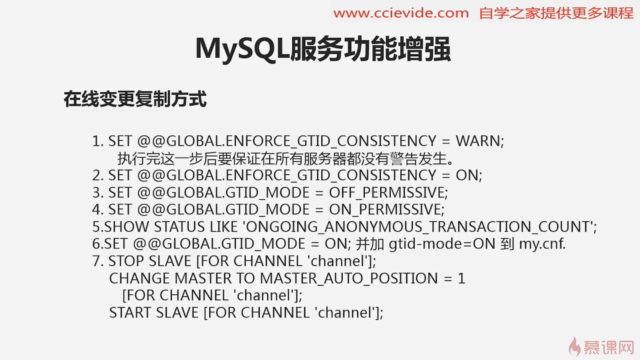 www.ccievide.com 自学之家提供更多课程
MySQL服务功能增强
在线变更复制方式
1. SET @@GLOBAL.ENFORCE_GTID_CONSISTENCY = WARN;
执行完这一步后要保证在所有服务器都没有警告发生。
2. SET @@GLOBAL.ENFORCE_GTID_CONSISTENCY = ON;
3. SET @@GLOBAL.GTID_MODE = OFF_PERMISSIVE;
4. SET @@GLOBAL.GTID_MODE = ON_PERMISSIVE;
5.SHOW STATUS LIKE 'ONGOING_ANONYMOUS_TRANSACTION_COUNT';
6.SET @@GLOBAL.GTID_MODE = ON; 并加 gtid-mode=ON 到 my.cnf.
7. STOP SLAVE [FOR CHANNEL 'channel'];
CHANGE MASTER TO MASTER_AUTO_POSITION = 1
[FOR CHANNEL 'channel'];
START SLAVE [FOR CHANNEL 'channel'];
慕课网